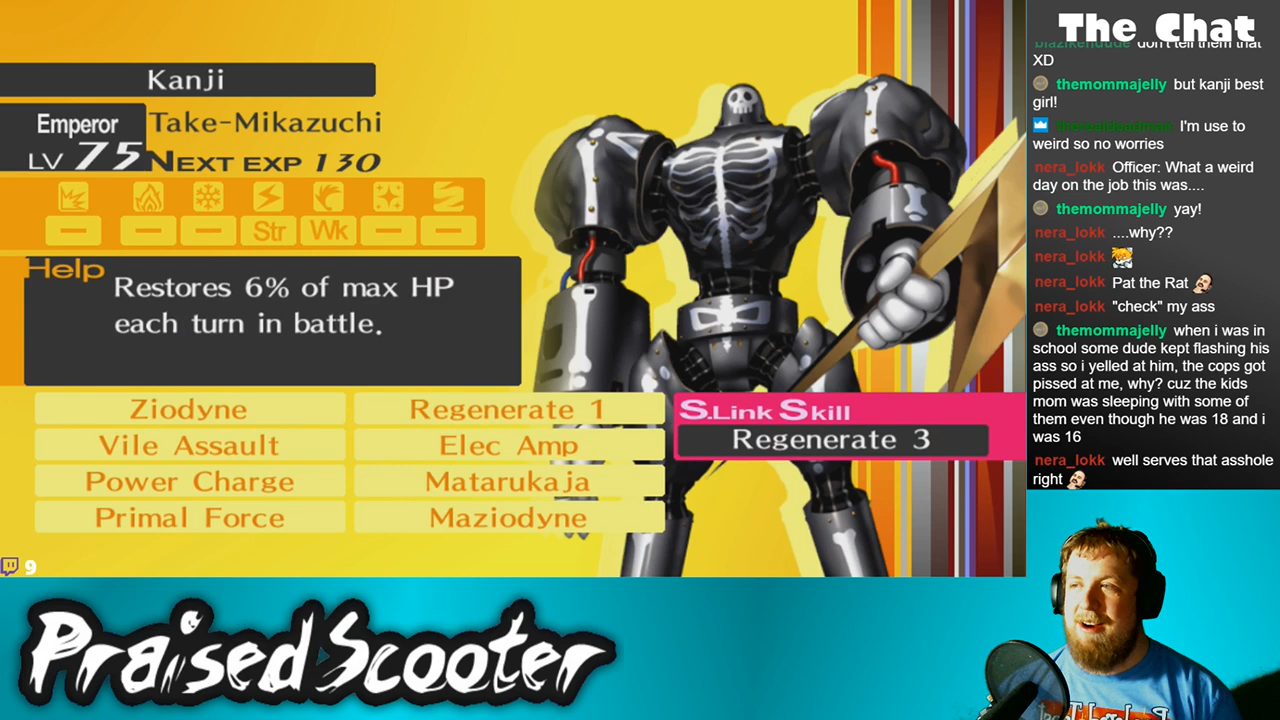 Kanji
Emperor
Take-Mikazuchi
LV 75
NEXT EXP 130
Str
Wk
Help
Restores 6% of max HP
each turn in battle.
Ziodyne
Regenerate 1
Vile Assault
Elec Amp
Power Charge
Matarukaja
Primal Force
Maziodyne
S.Link Skill
Regenerate 3
9
PraisedScooter
The Chat
blazikendude don't tell them that
XD
themommajelly but kanji best
girl!
I'm use to
weird so no worries
nera_lokk Officer: What a weird
day on the job this was....
themommajelly yay!
nera_lokk ....why??
nera_lokk
nera_lokk Pat the Rat
nera_lokk "check" my ass
themommajelly when i was in
school some dude kept flashing his
ass so i yelled at him, the cops got
pissed at me, why? cuz the kids
mom was sleeping with some of
them even though he was 18 and i
was 16
nera_lokk well serves that asshole
right